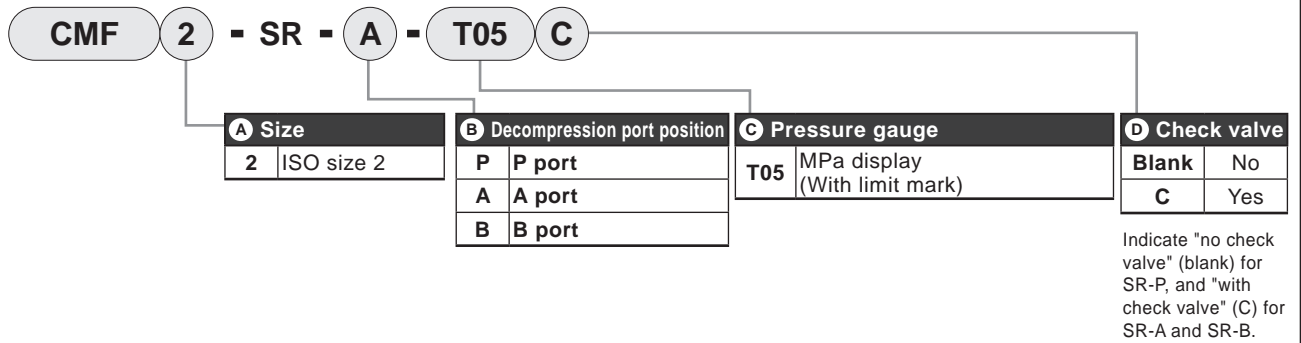 CMF 2 - SR - A - T05 C
A Size
2 ISO size 2
B Decompression port position
P P port
A A port
B B port
C Pressure gauge
T05 MPa display
(With limit mark)
D Check valve
Blank No
C Yes
Indicate "no check
valve" (blank) for
SR-P, and "with
check valve" (C) for
SR-A and SR-B.